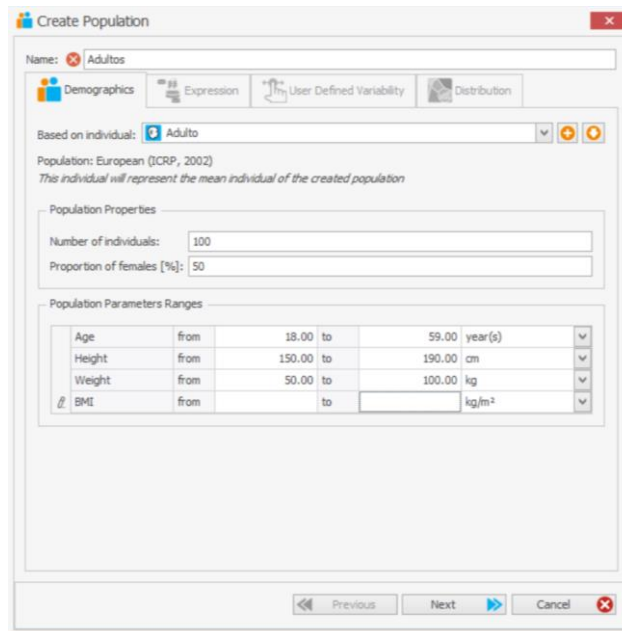 Create Population
Name: Adultos
Demographics Expression User Defined Variability Distribution
Based on individual: Adulto
Population: European (ICRP, 2002)
This individual will represent the mean individual of the created population
Population Properties
Number of individuals: 100
Proportion of females [%]: 50
Population Parameters Ranges
Age from 18.00 to 59.00 year(s)
Height from 150.00 to 190.00 cm
Weight from 50.00 to 100.00 kg
BMI from to kg/m²
Previous Next Cancel